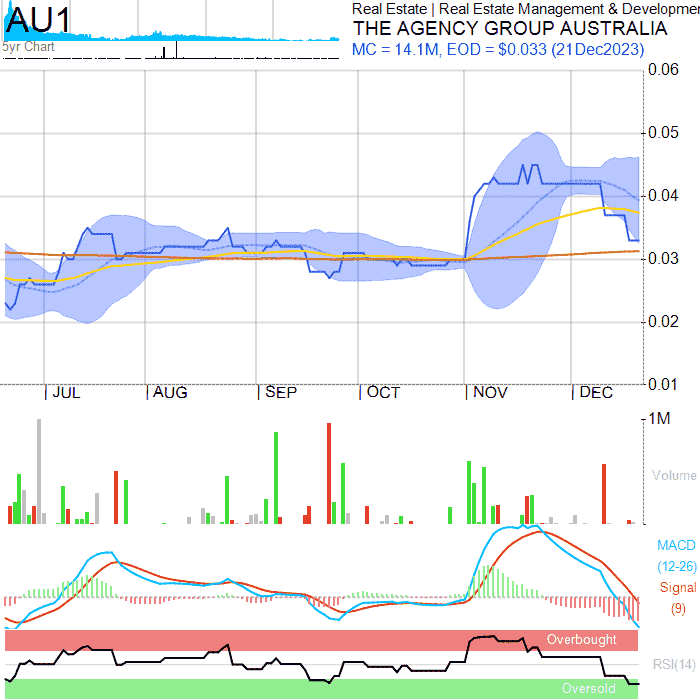 AU1
Real Estate | Real Estate Management & Developmen
THE AGENCY GROUP AUSTRALIA
5yr Chart
MC = 14.1M, EOD = $0.033 (21Dec2023)
0.06
0.05
0.04
0.03
0.02
0.01
JUL AUG SEP OCT NOV DEC
1M
Volume
MACD
(12-26)
Signal
(9)
Overbought
RSI(14)
Oversold